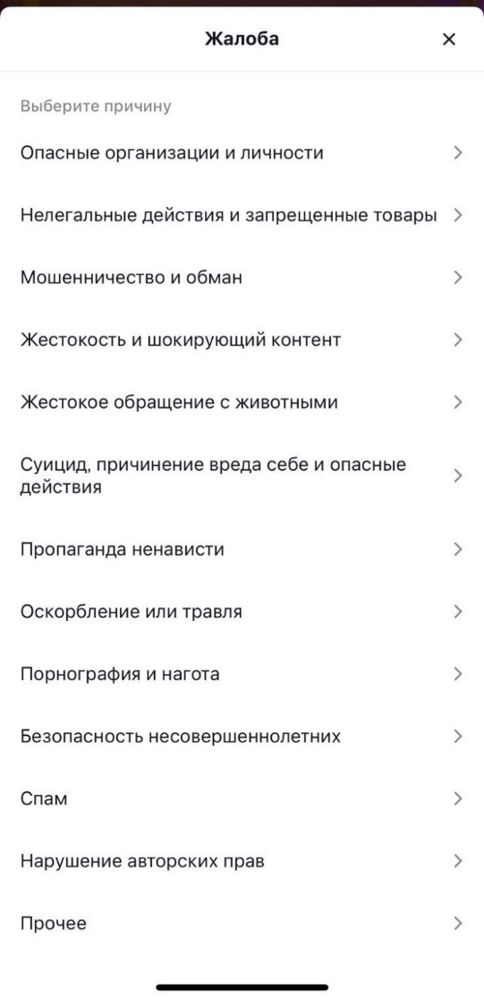 Жалоба
Выберите причину
Опасные организации и личности
Нелегальные действия и запрещенные товары
Мошенничество и обман
Жестокость и шокирующий контент
Жестокое обращение с животными
Суицид, причинение вреда себе и опасные
действия
Пропаганда ненависти
Оскорбление или травля
Порнография и нагота
Безопасность несовершеннолетних
Спам
Нарушение авторских прав
Прочее